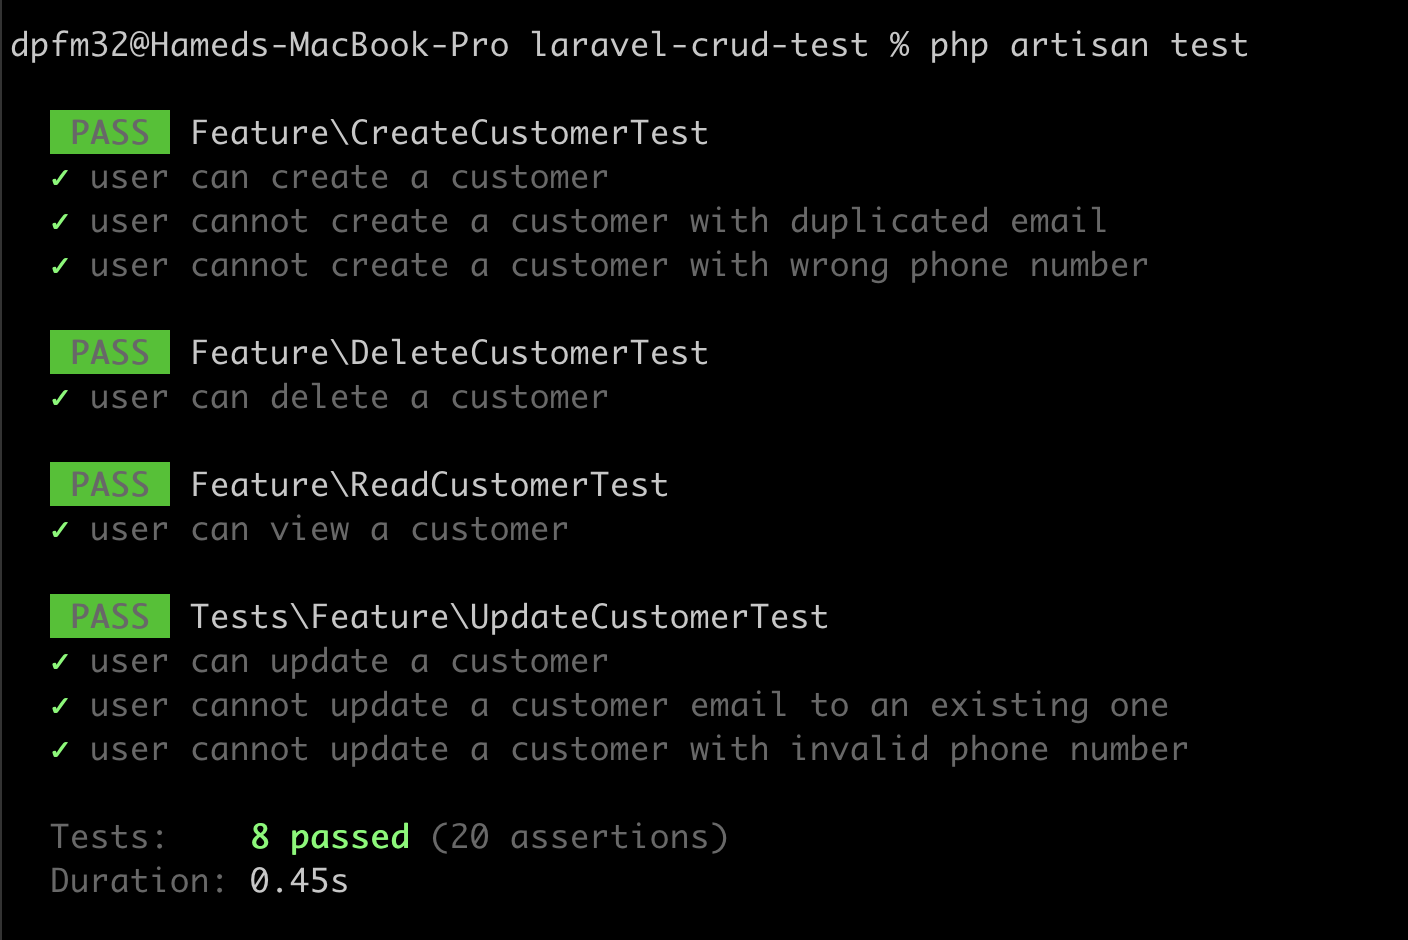 dpfm32@Hameds-MacBook-Pro laravel-crud-test % php artisan test
PASS Feature\CreateCustomerTest
✓ user can create a customer
✓ user cannot create a customer with duplicated email
✓ user cannot create a customer with wrong phone number
PASS Feature\DeleteCustomerTest
✓ user can delete a customer
PASS Feature\ReadCustomerTest
✓ user can view a customer
PASS Tests\Feature\UpdateCustomerTest
✓ user can update a customer
✓ user cannot update a customer email to an existing one
✓ user cannot update a customer with invalid phone number
Tests: 8 passed (20 assertions)
Duration: 0.45s